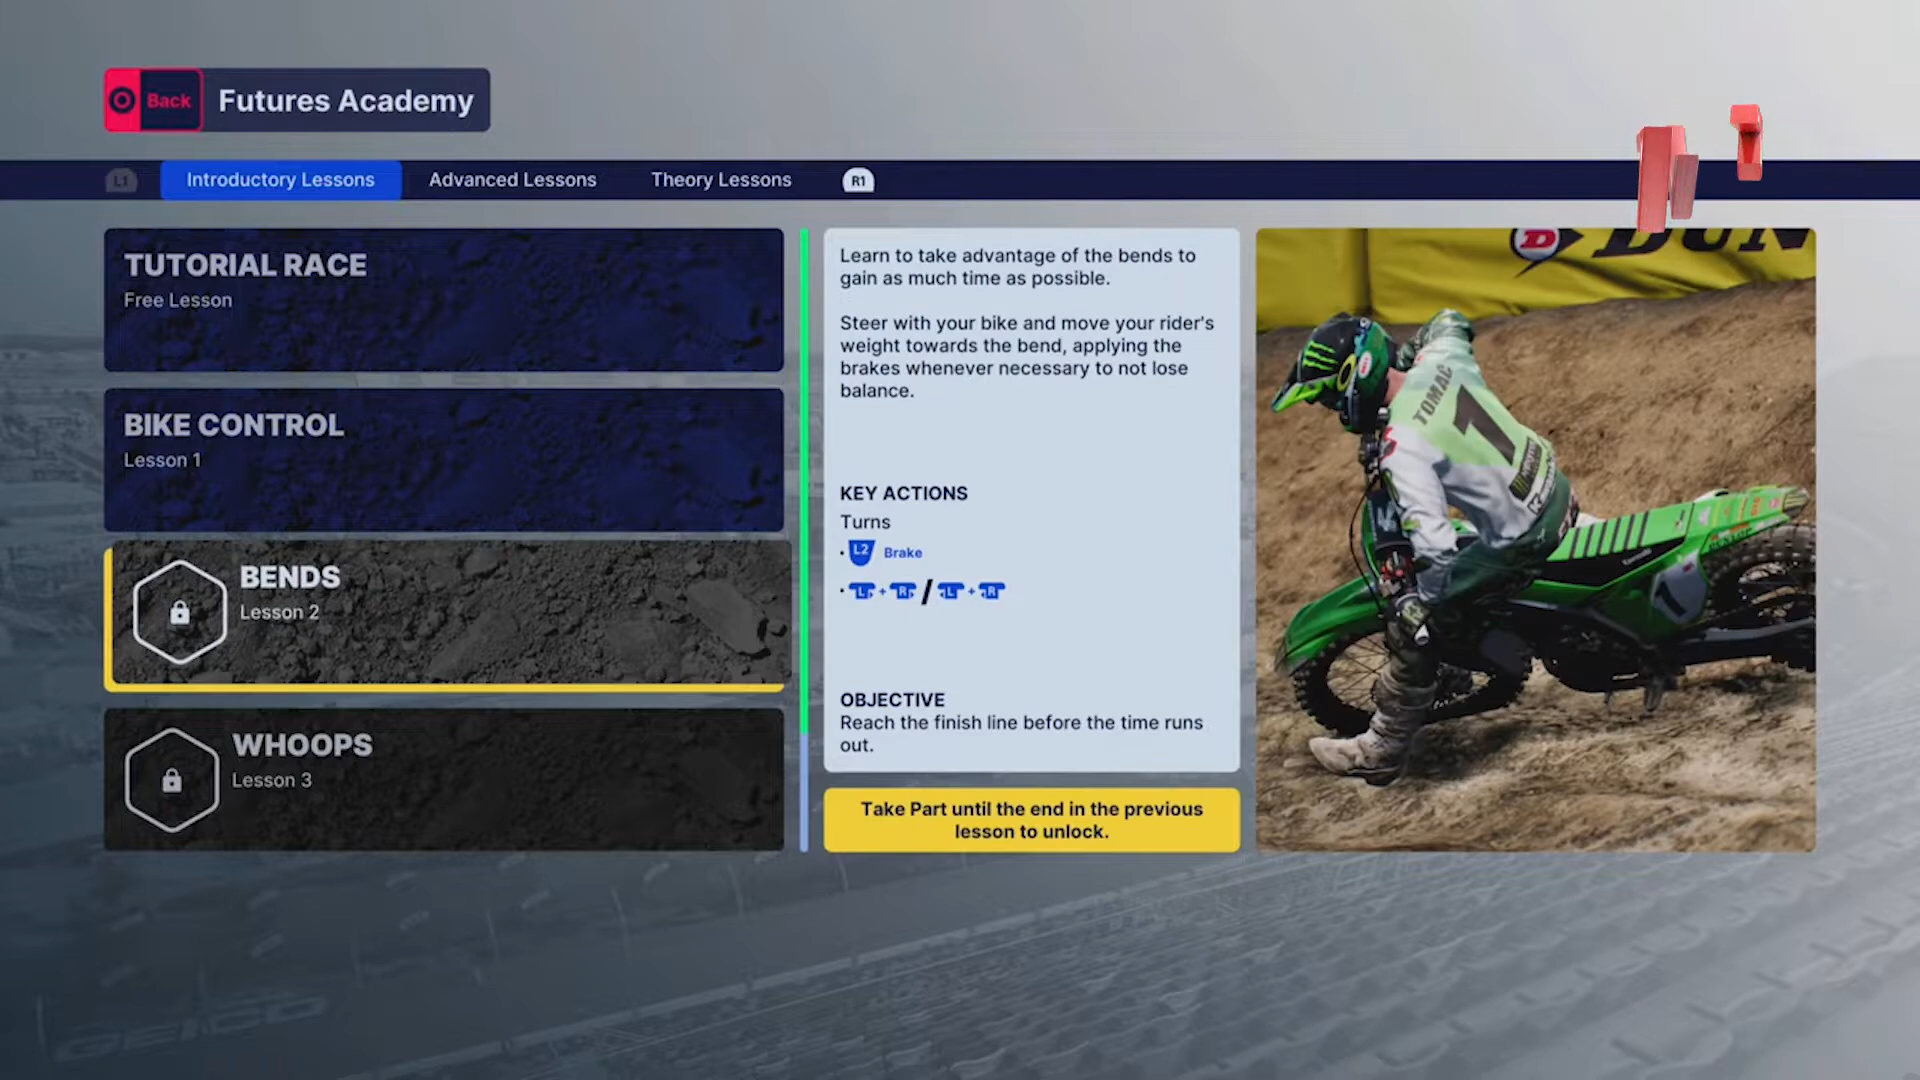 Back
Futures Academy
L1
Introductory Lessons
Advanced Lessons
Theory Lessons
R1
TUTORIAL RACE
Free Lesson
BIKE CONTROL
Lesson 1
BENDS
Lesson 2
WHOOPS
Lesson 3
Learn to take advantage of the bends to
gain as much time as possible.
Steer with your bike and move your rider's
weight towards the bend, applying the
brakes whenever necessary to not lose
balance.
KEY ACTIONS
Turns
L2 Brake
L + R / L + R
OBJECTIVE
Reach the finish line before the time runs
out.
Take Part until the end in the previous
lesson to unlock.
D DUN
TOMAC
1
1
GEICO